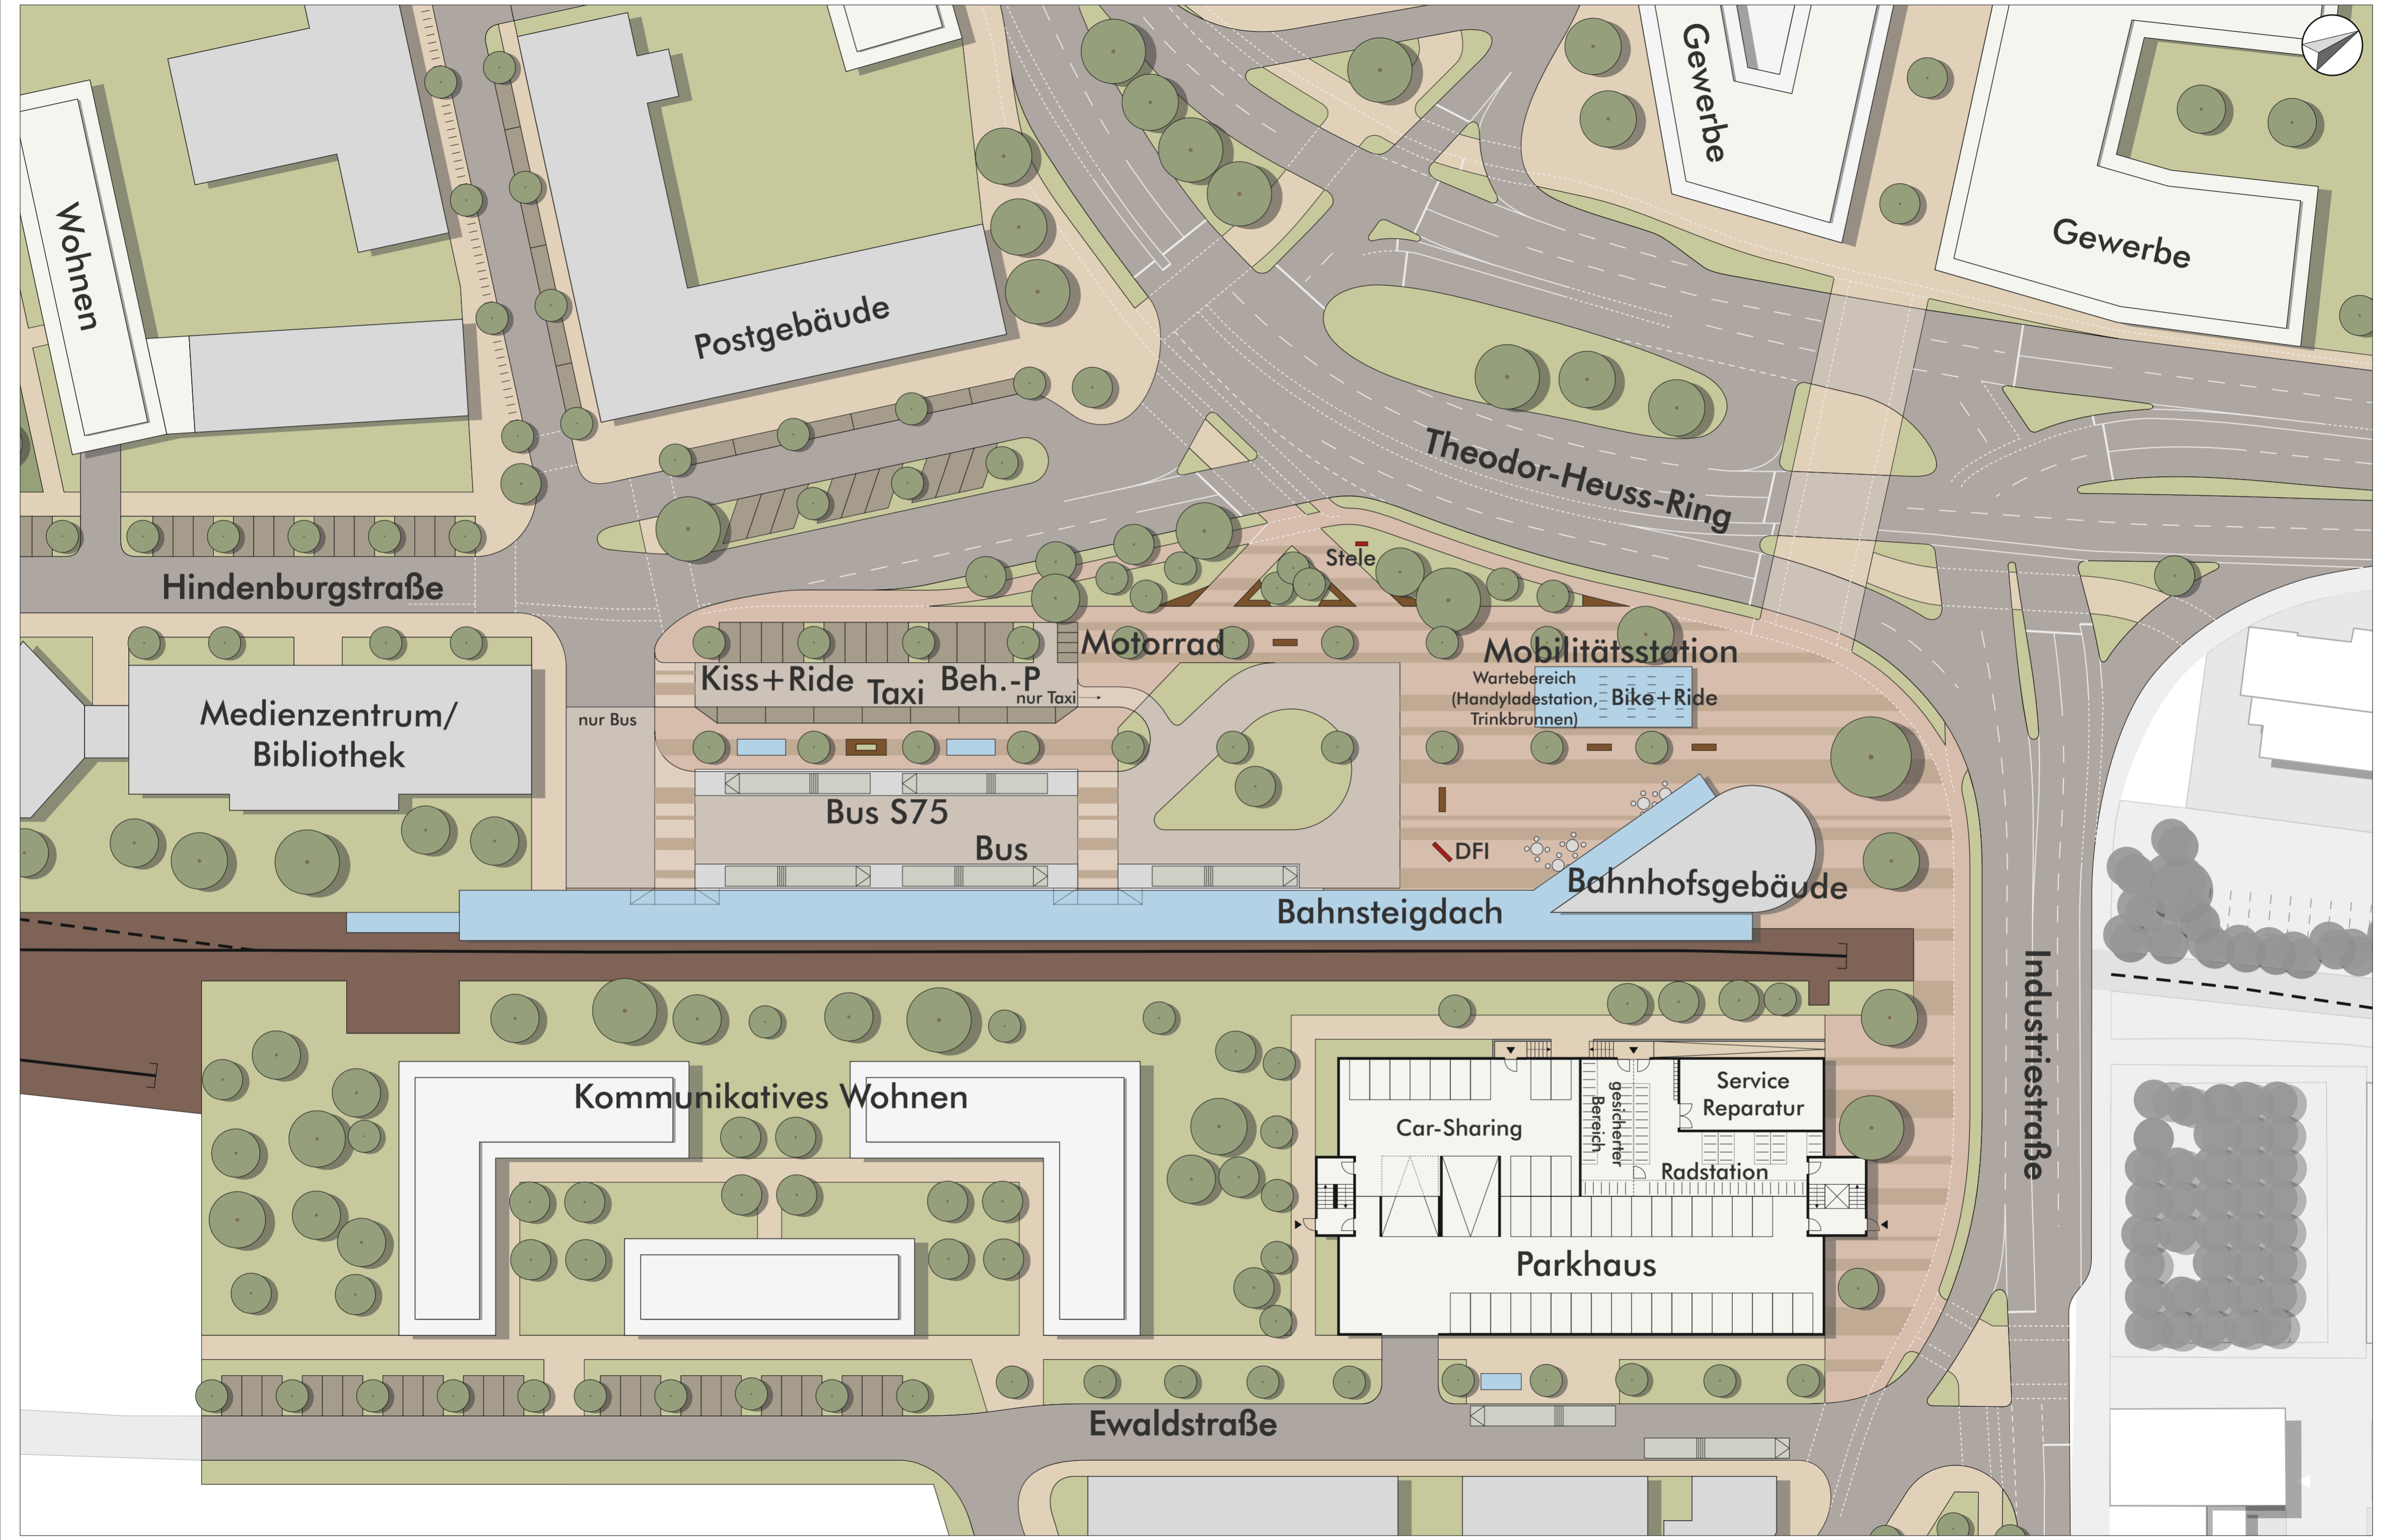 Gewerbe
Wohnen
Gewerbe
Postgebäude
Theodor-Heuss-Ring
Stele
Hindenburgstraße
Motorrad
Mobilitätsstation
Kiss+Ride
Taxi
Beh.-P
nur Taxi
Wartebereich
(Handyladestation,
Trinkbrunnen)
Bike+Ride
nur Bus
Medienzentrum/
Bibliothek
Bus S75
Bus
DFI
Bahnhofsgebäude
Bahnsteigdach
Industriestraße
Kommunikatives Wohnen
Car-Sharing
gesicherter
Bereich
Service
Reparatur
Radstation
Parkhaus
Ewaldstraße